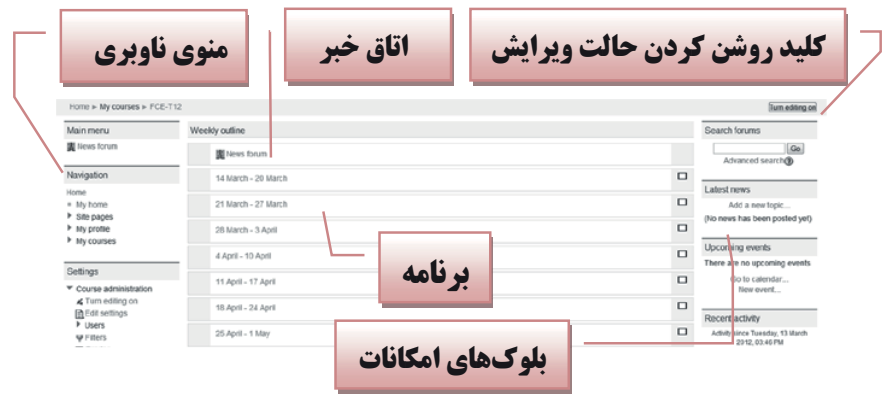 منوی ناوبری
اتاق خبر
کلید روشن کردن حالت ویرایش
Home ► My courses ► FCE-T12
Turn editing on
Main menu
News forum
Navigation
Home
My home
Site pages
My profile
My courses
Settings
Course administration
Turn editing on
Edit settings
Users
Filters
Weekly outline
News forum
14 March - 20 March
21 March - 27 March
28 March - 3 April
4 April - 10 April
11 April - 17 April
18 April - 24 April
25 April - 1 May
برنامه
بلوک‌های امکانات
Search forums
Go
Advanced search
Latest news
Add a new topic...
(No news has been posted yet)
Upcoming events
There are no upcoming events
Go to calendar...
New event...
Recent activity
Activity since Tuesday, 13 March
2012, 03:46 PM